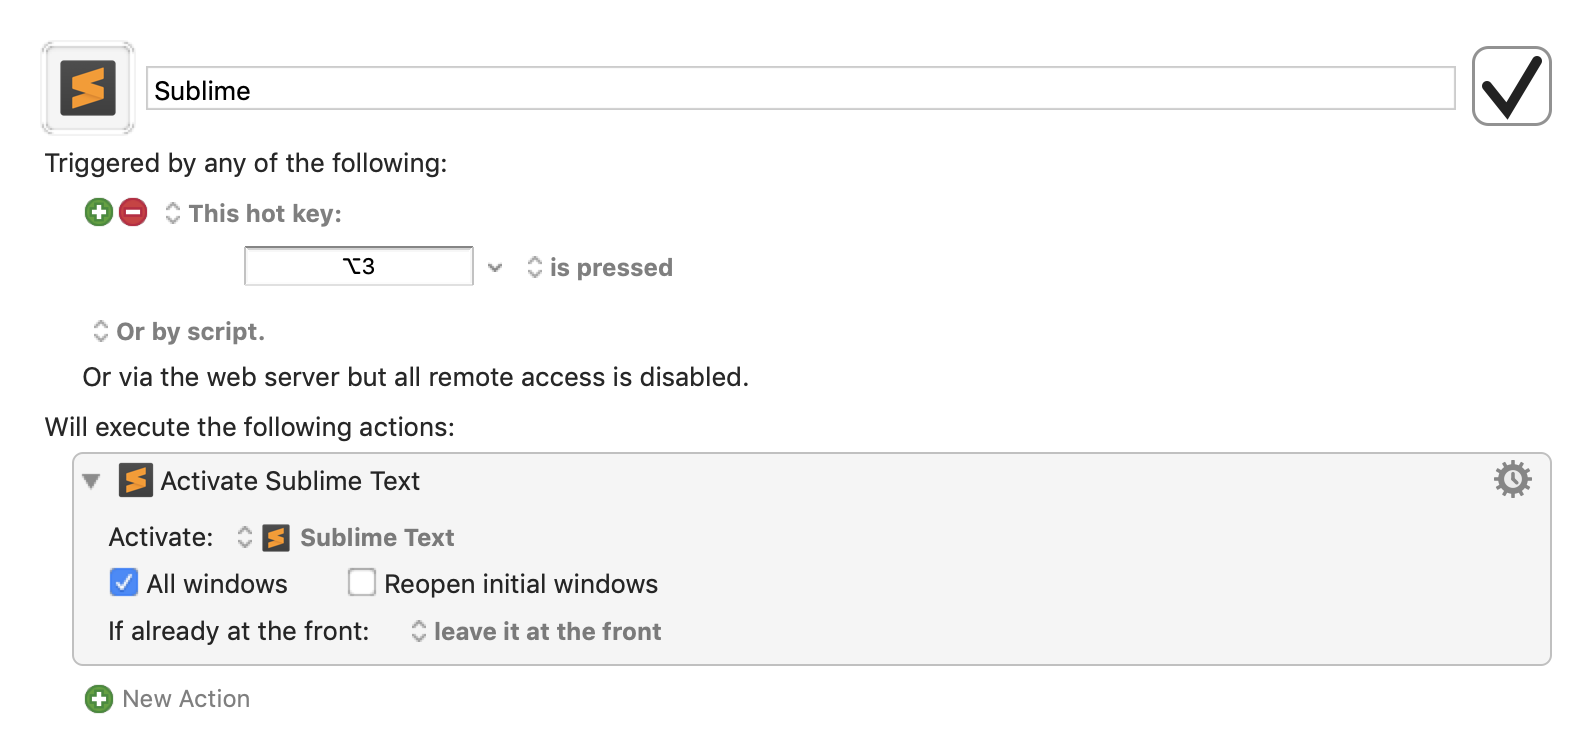 Sublime
Triggered by any of the following:
This hot key:
⌥3 is pressed
Or by script.
Or via the web server but all remote access is disabled.
Will execute the following actions:
Activate Sublime Text
Activate: Sublime Text
All windows Reopen initial windows
If already at the front: leave it at the front
New Action